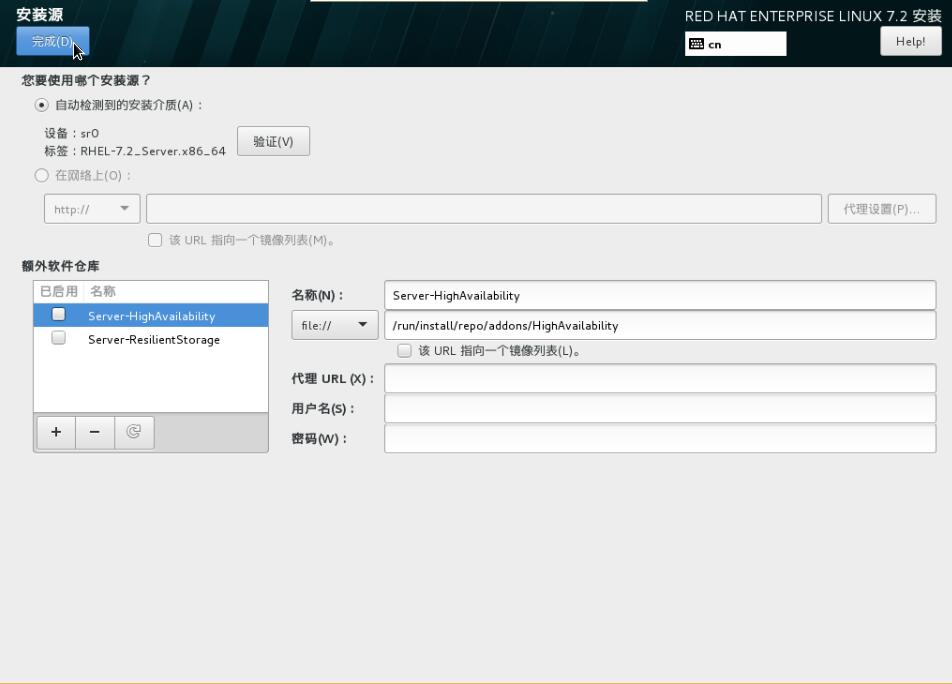 安装源
RED HAT ENTERPRISE LINUX 7.2 安装
完成(D)
cn
Help!
您要使用哪个安装源？
自动检测到的安装介质(A)：
设备：sr0
标签：RHEL-7.2_Server.x86_64
验证(V)
在网络上(O)：
http://
代理设置(P)...
该 URL 指向一个镜像列表(M)。
额外软件仓库
已启用 名称
Server-HighAvailability
Server-ResilientStorage
名称(N)：
Server-HighAvailability
file://
/run/install/repo/addons/HighAvailability
该 URL 指向一个镜像列表(L)。
代理 URL (X)：
用户名(S)：
密码(W)：